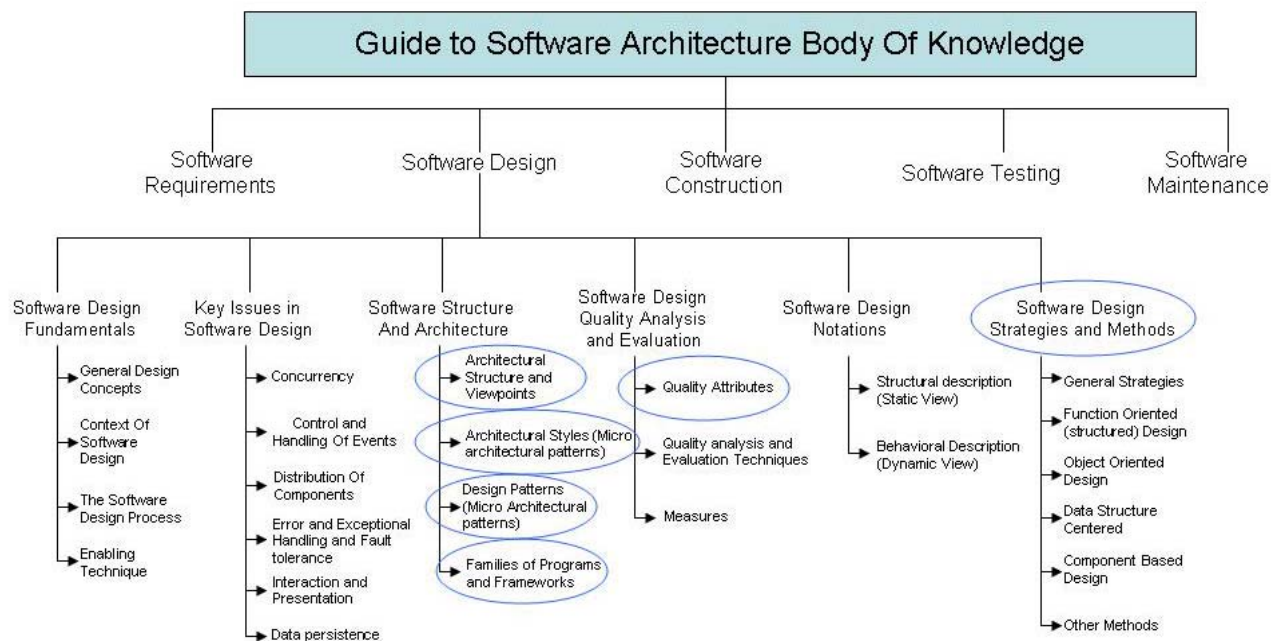 Guide to Software Architecture Body Of Knowledge
Software
Requirements
Software Design
Software
Construction
Software Testing
Software
Maintenance
Software Design
Fundamentals
General Design
Concepts
Context Of
Software
Design
The Software
Design Process
Enabling
Technique
Key Issues in
Software Design
Concurrency
Control and
Handling Of Events
Distribution Of
Components
Error and Exceptional
Handling and Fault
tolerance
Interaction and
Presentation
Data persistence
Software Structure
And Architecture
Architectural
Structure and
Viewpoints
Architectural Styles (Micro
architectural patterns)
Design Patterns
(Micro Architectural
patterns)
Families of Programs
and Frameworks
Software Design
Quality Analysis
and Evaluation
Quality Attributes
Quality analysis and
Evaluation Techniques
Measures
Software Design
Notations
Structural description
(Static View)
Behavioral Description
(Dynamic View)
Software Design
Strategies and Methods
General Strategies
Function Oriented
(structured) Design
Object Oriented
Design
Data Structure
Centered
Component Based
Design
Other Methods